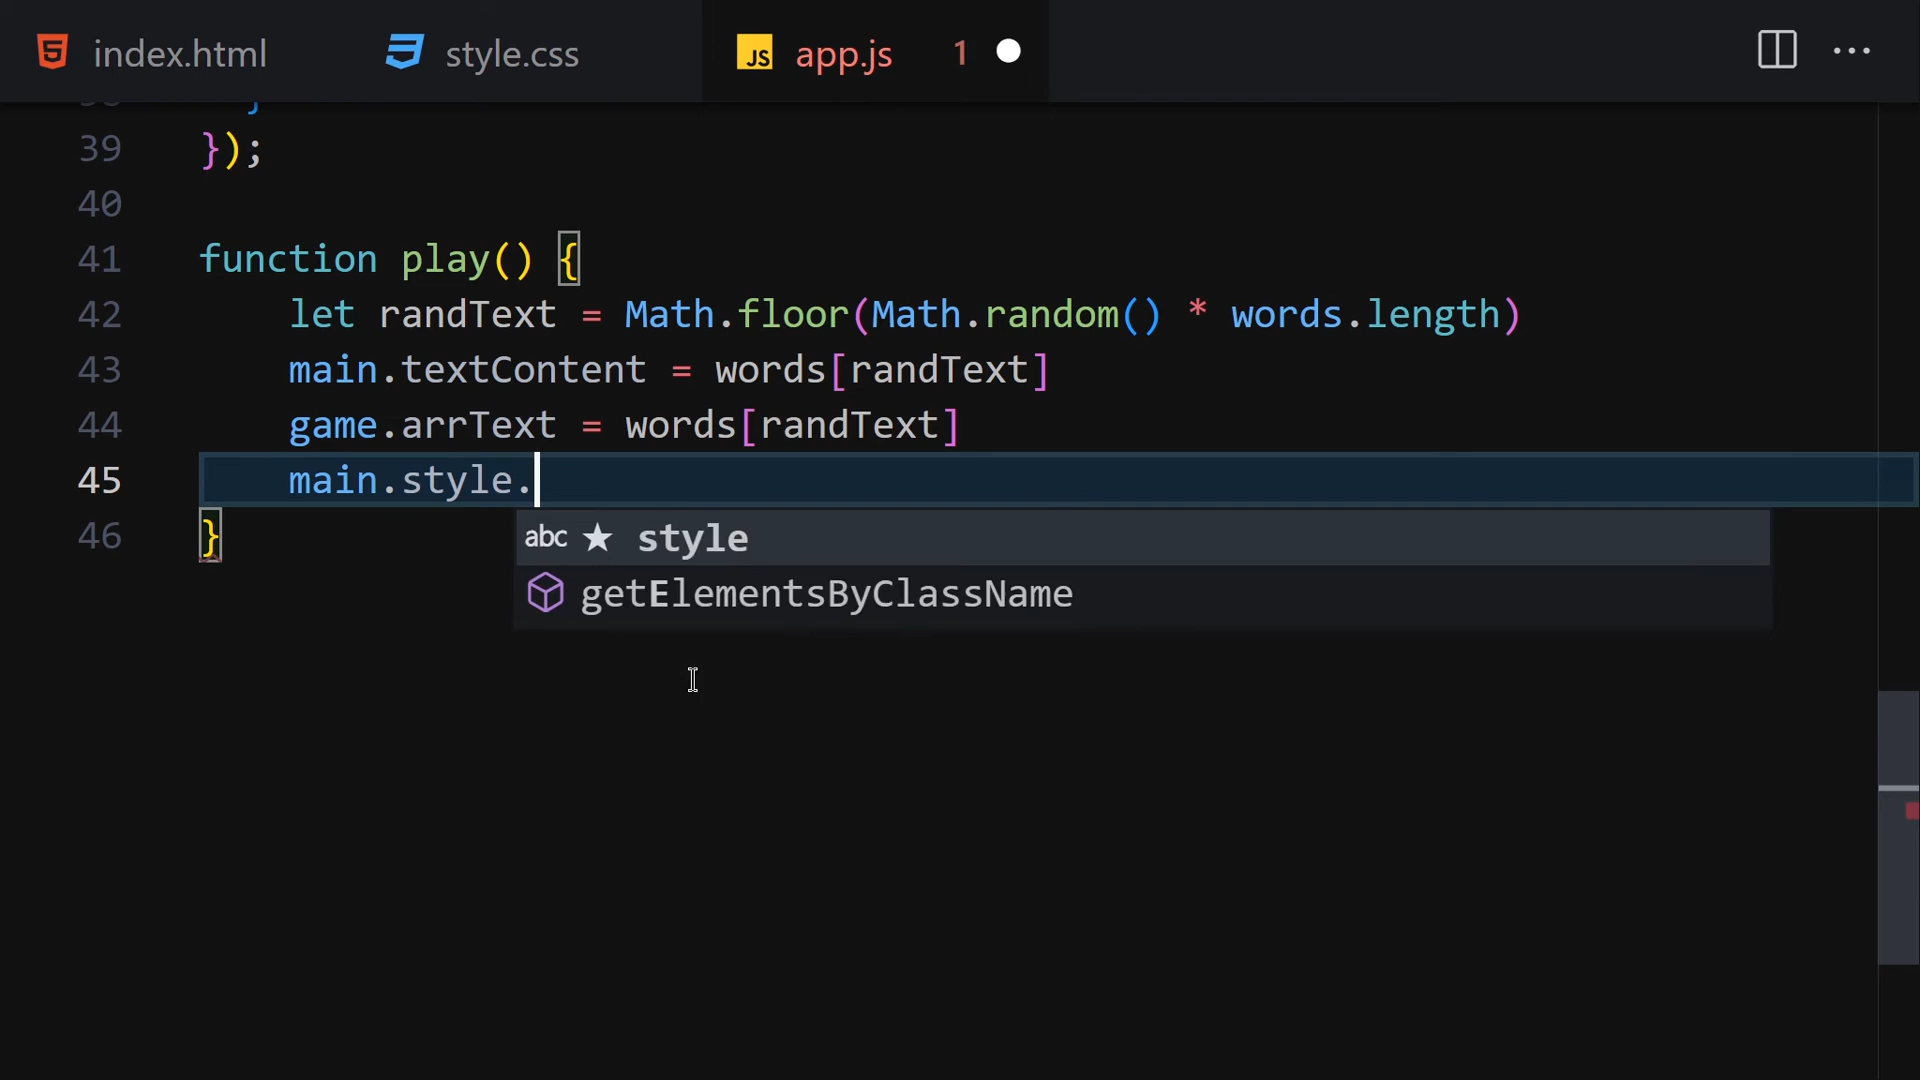 index.html style.css JS app.js 1
38 }
39 });
40
41 function play() {
42 let randText = Math.floor(Math.random() * words.length)
43 main.textContent = words[randText]
44 game.arrText = words[randText]
45 main.style.
46 }
abc ★ style
getElementsByClassName